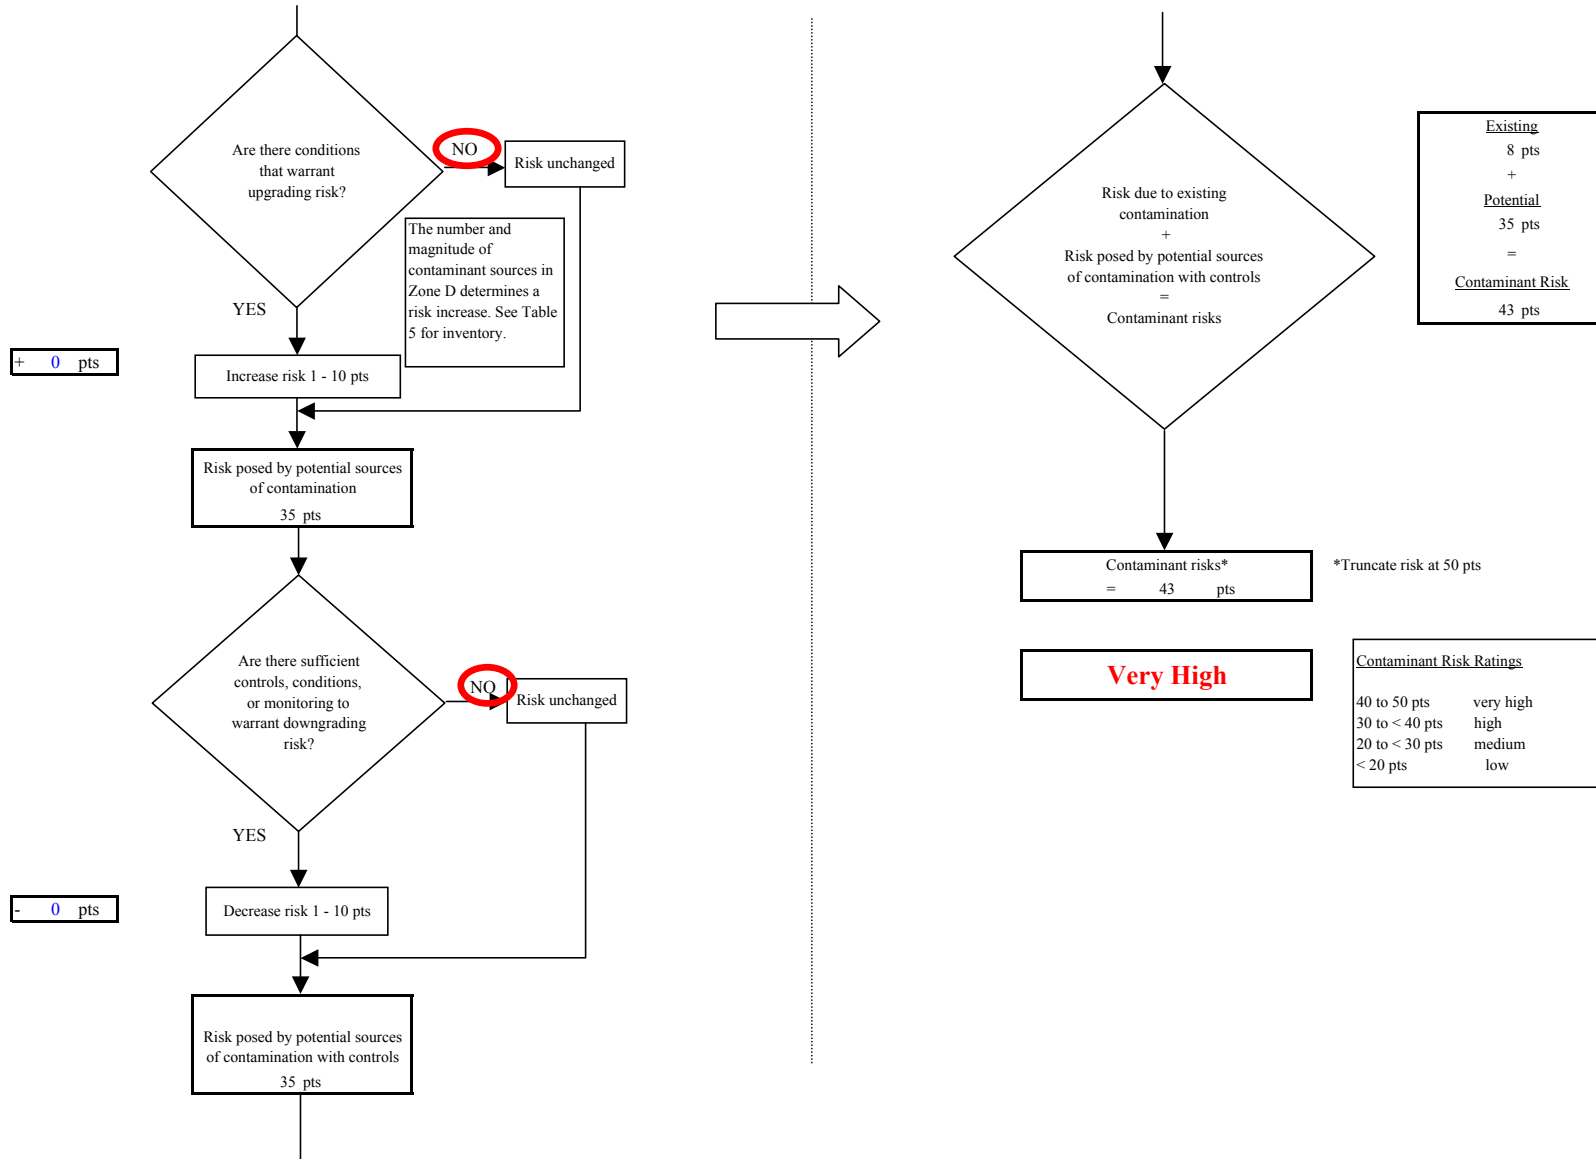 Are there conditions
that warrant
upgrading risk?
NO
Risk unchanged
The number and
magnitude of
contaminant sources in
Zone D determines a
risk increase. See Table
5 for inventory.
YES
+ 0 pts
Increase risk 1 - 10 pts
Risk posed by potential sources
of contamination
35 pts
Are there sufficient
controls, conditions,
or monitoring to
warrant downgrading
risk?
NO
Risk unchanged
YES
- 0 pts
Decrease risk 1 - 10 pts
Risk posed by potential sources
of contamination with controls
35 pts
Risk due to existing
contamination
+
Risk posed by potential sources
of contamination with controls
=
Contaminant risks
Existing
8 pts
+
Potential
35 pts
=
Contaminant Risk
43 pts
Contaminant risks*
= 43 pts
*Truncate risk at 50 pts
Very High
Contaminant Risk Ratings
40 to 50 pts very high
30 to < 40 pts high
20 to < 30 pts medium
< 20 pts low